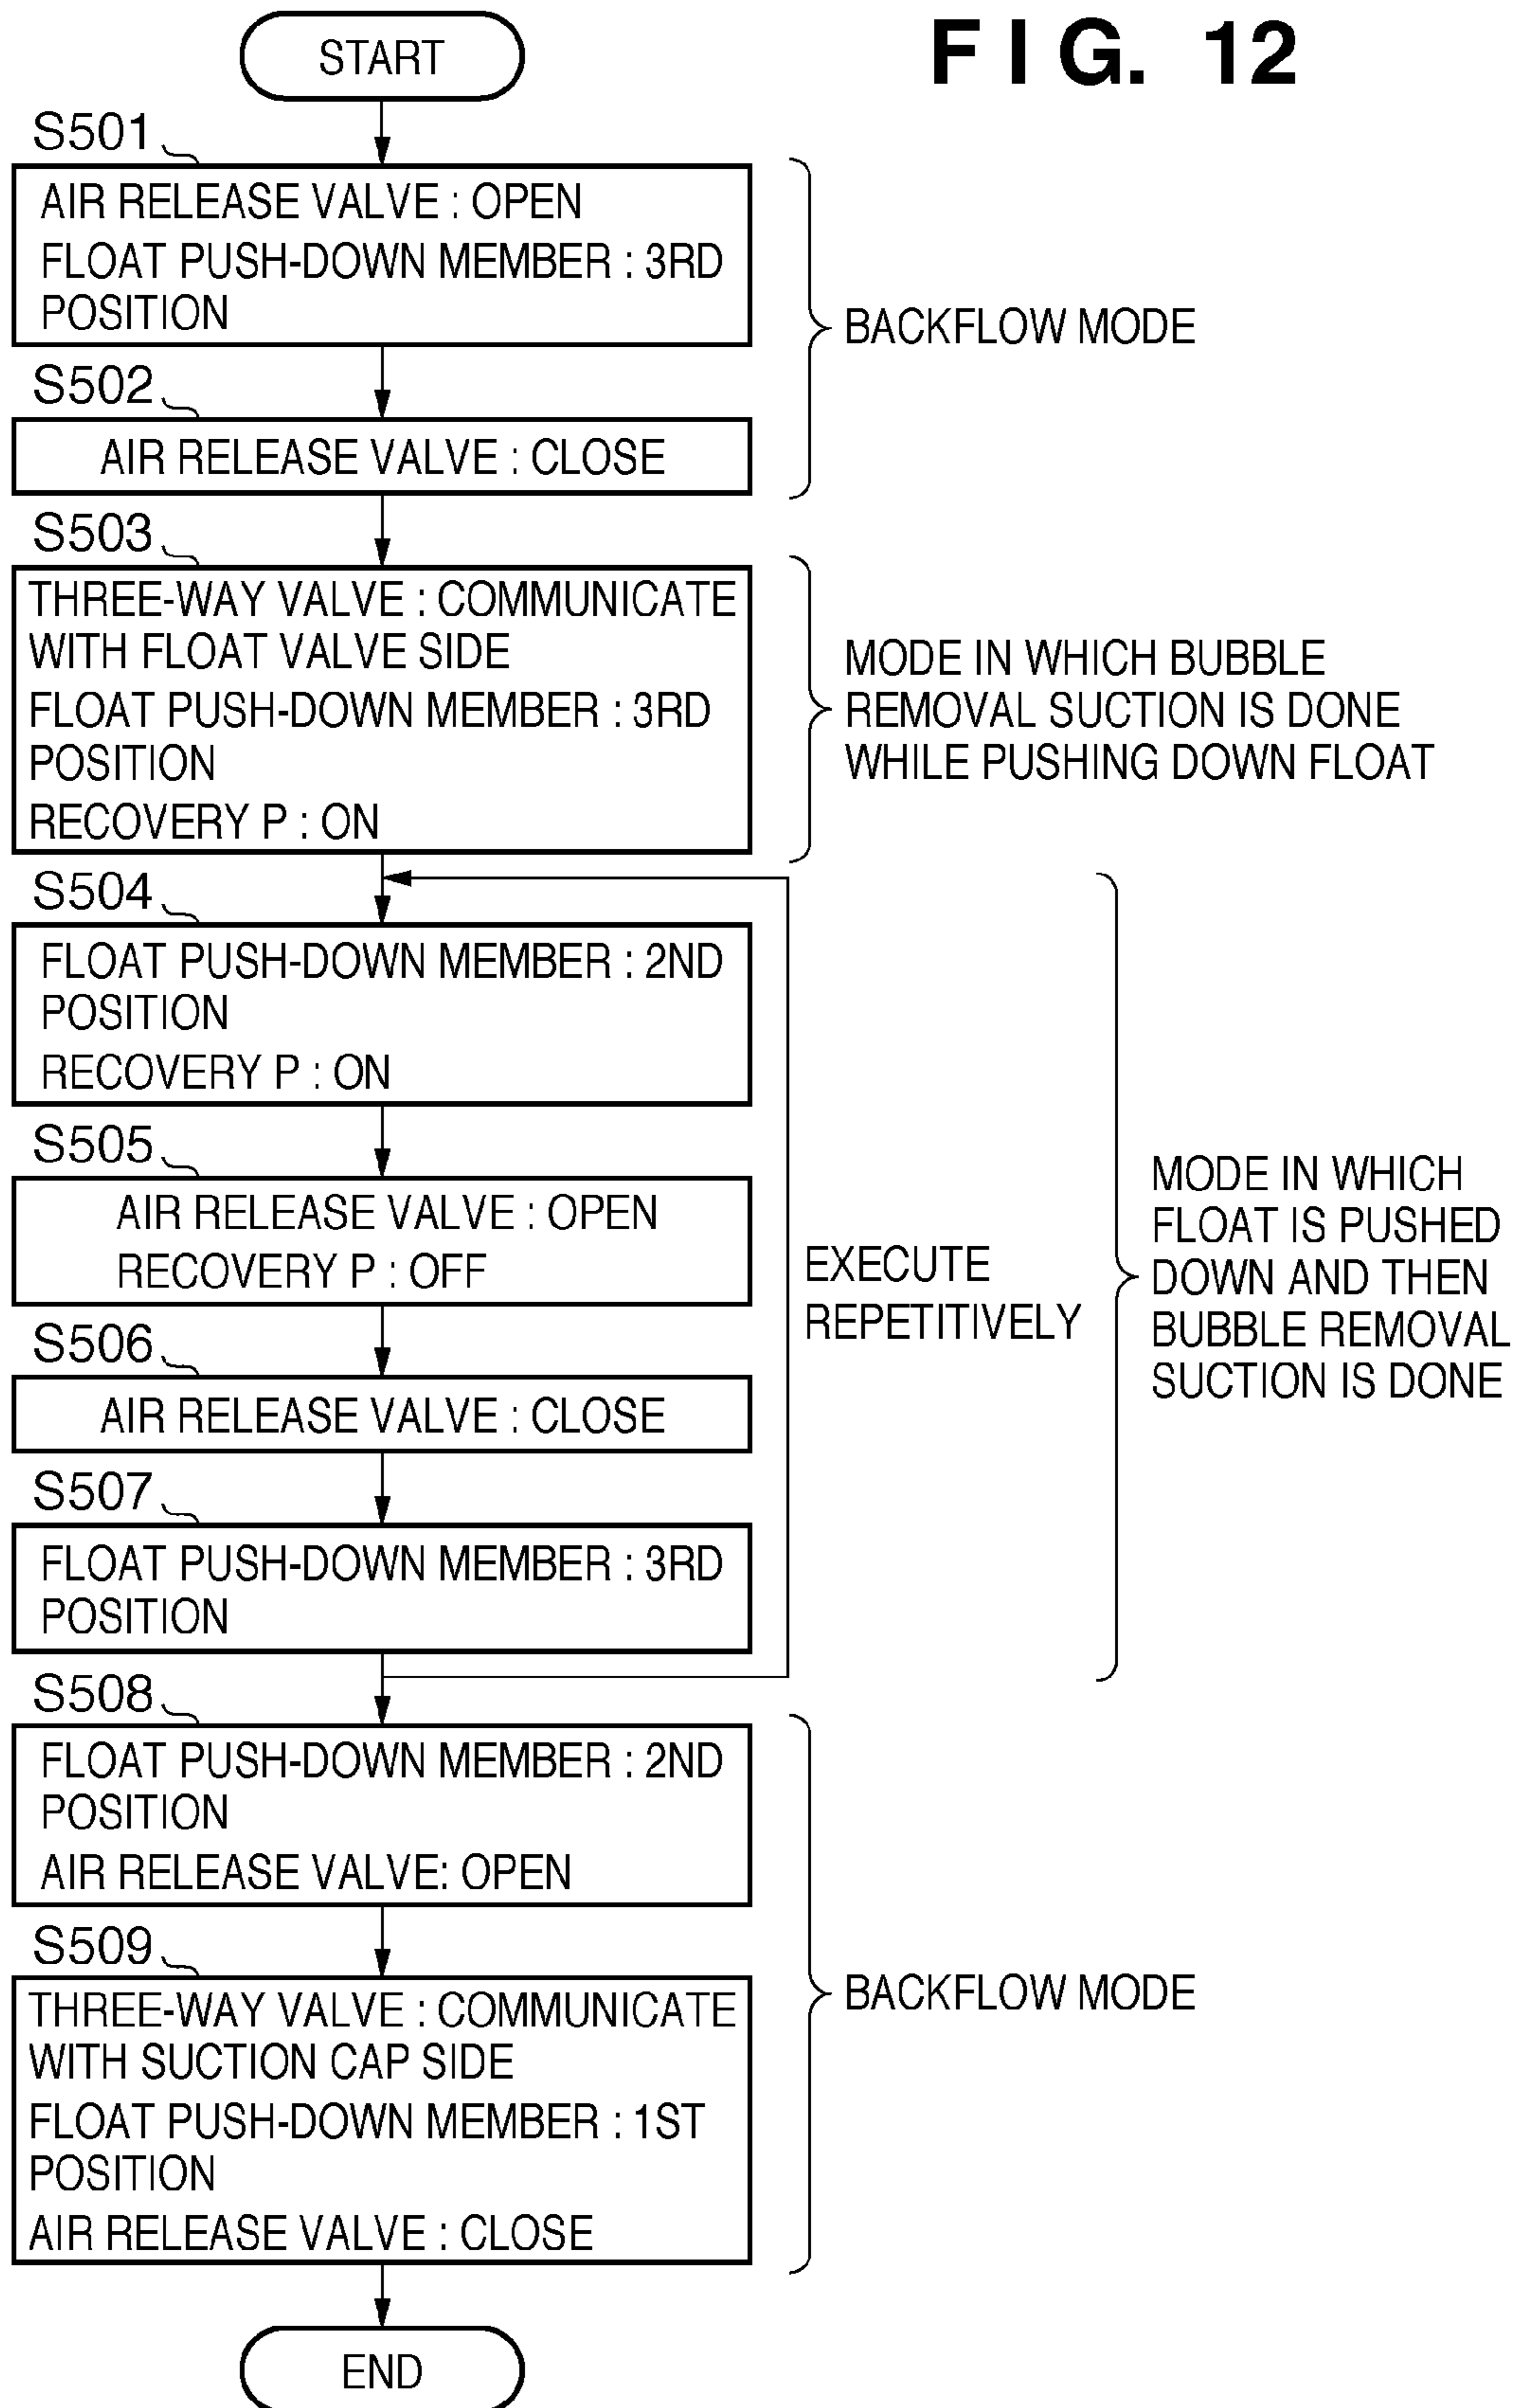 FIG. 12
START
S501
AIR RELEASE VALVE : OPEN
FLOAT PUSH-DOWN MEMBER : 3RD
POSITION
S502
AIR RELEASE VALVE : CLOSE
BACKFLOW MODE
S503
THREE-WAY VALVE : COMMUNICATE
WITH FLOAT VALVE SIDE
FLOAT PUSH-DOWN MEMBER : 3RD
POSITION
RECOVERY P : ON
MODE IN WHICH BUBBLE
REMOVAL SUCTION IS DONE
WHILE PUSHING DOWN FLOAT
S504
FLOAT PUSH-DOWN MEMBER : 2ND
POSITION
RECOVERY P : ON
S505
AIR RELEASE VALVE : OPEN
RECOVERY P : OFF
S506
AIR RELEASE VALVE : CLOSE
S507
FLOAT PUSH-DOWN MEMBER : 3RD
POSITION
EXECUTE
REPETITIVELY
MODE IN WHICH
FLOAT IS PUSHED
DOWN AND THEN
BUBBLE REMOVAL
SUCTION IS DONE
S508
FLOAT PUSH-DOWN MEMBER : 2ND
POSITION
AIR RELEASE VALVE: OPEN
S509
THREE-WAY VALVE : COMMUNICATE
WITH SUCTION CAP SIDE
FLOAT PUSH-DOWN MEMBER : 1ST
POSITION
AIR RELEASE VALVE : CLOSE
BACKFLOW MODE
END